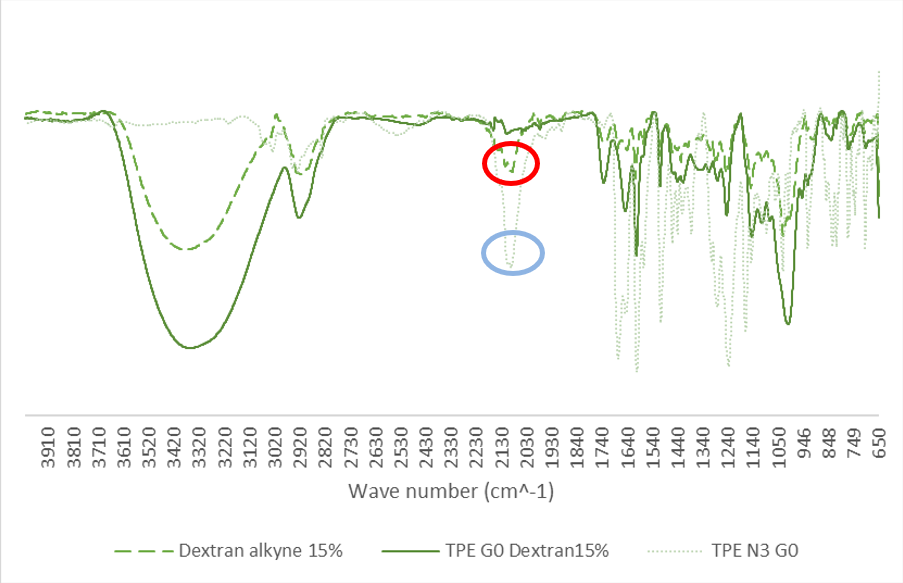 3910 3810 3710 3610 3520 3420 3320 3220 3120 3020 2920 2820 2730 2630 2530 2430 2330 2230 2130 2030 1930 1840 1740 1640 1540 1440 1340 1240 1140 1050 946 848 749 650
Wave number (cm^-1)
Dextran alkyne 15% TPE G0 Dextran15% TPE N3 G0